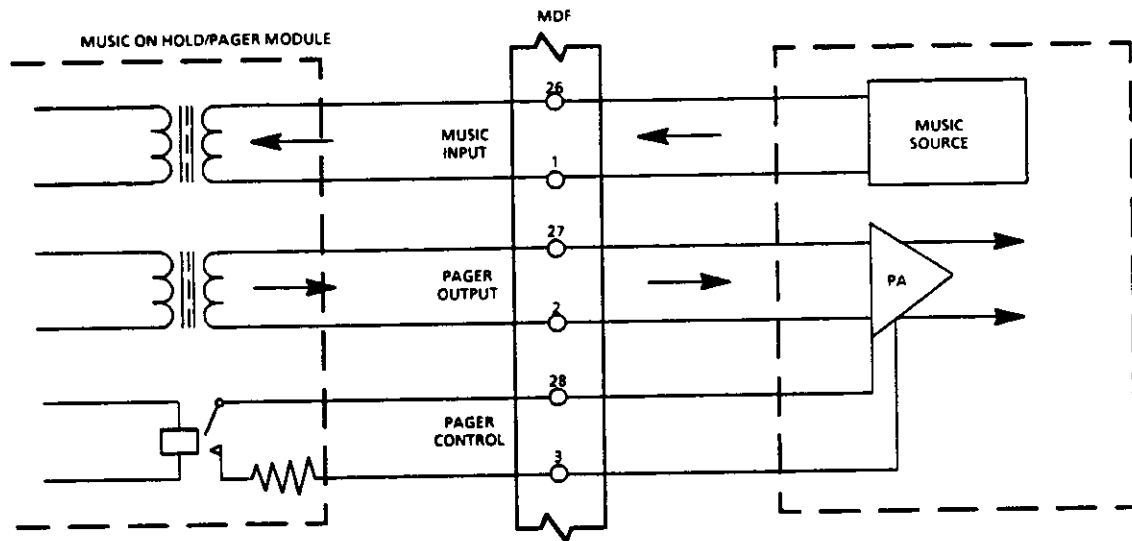 MDF
MUSIC ON HOLD/PAGER MODULE
26
MUSIC
INPUT
MUSIC
SOURCE
1
27
PAGER
OUTPUT
PA
2
28
PAGER
CONTROL
3